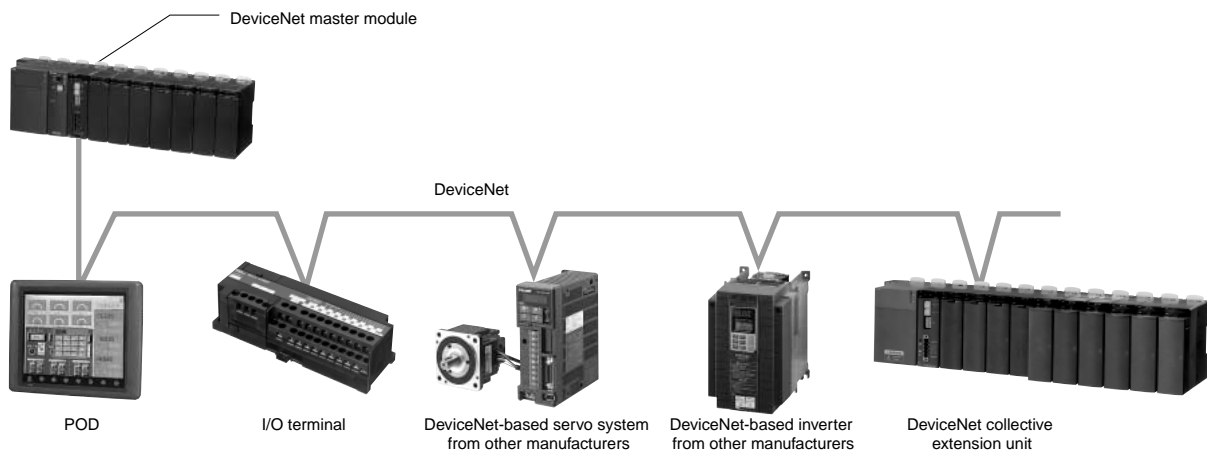 DeviceNet master module
DeviceNet
POD
I/O terminal
DeviceNet-based servo system
from other manufacturers
DeviceNet-based inverter
from other manufacturers
DeviceNet collective
extension unit